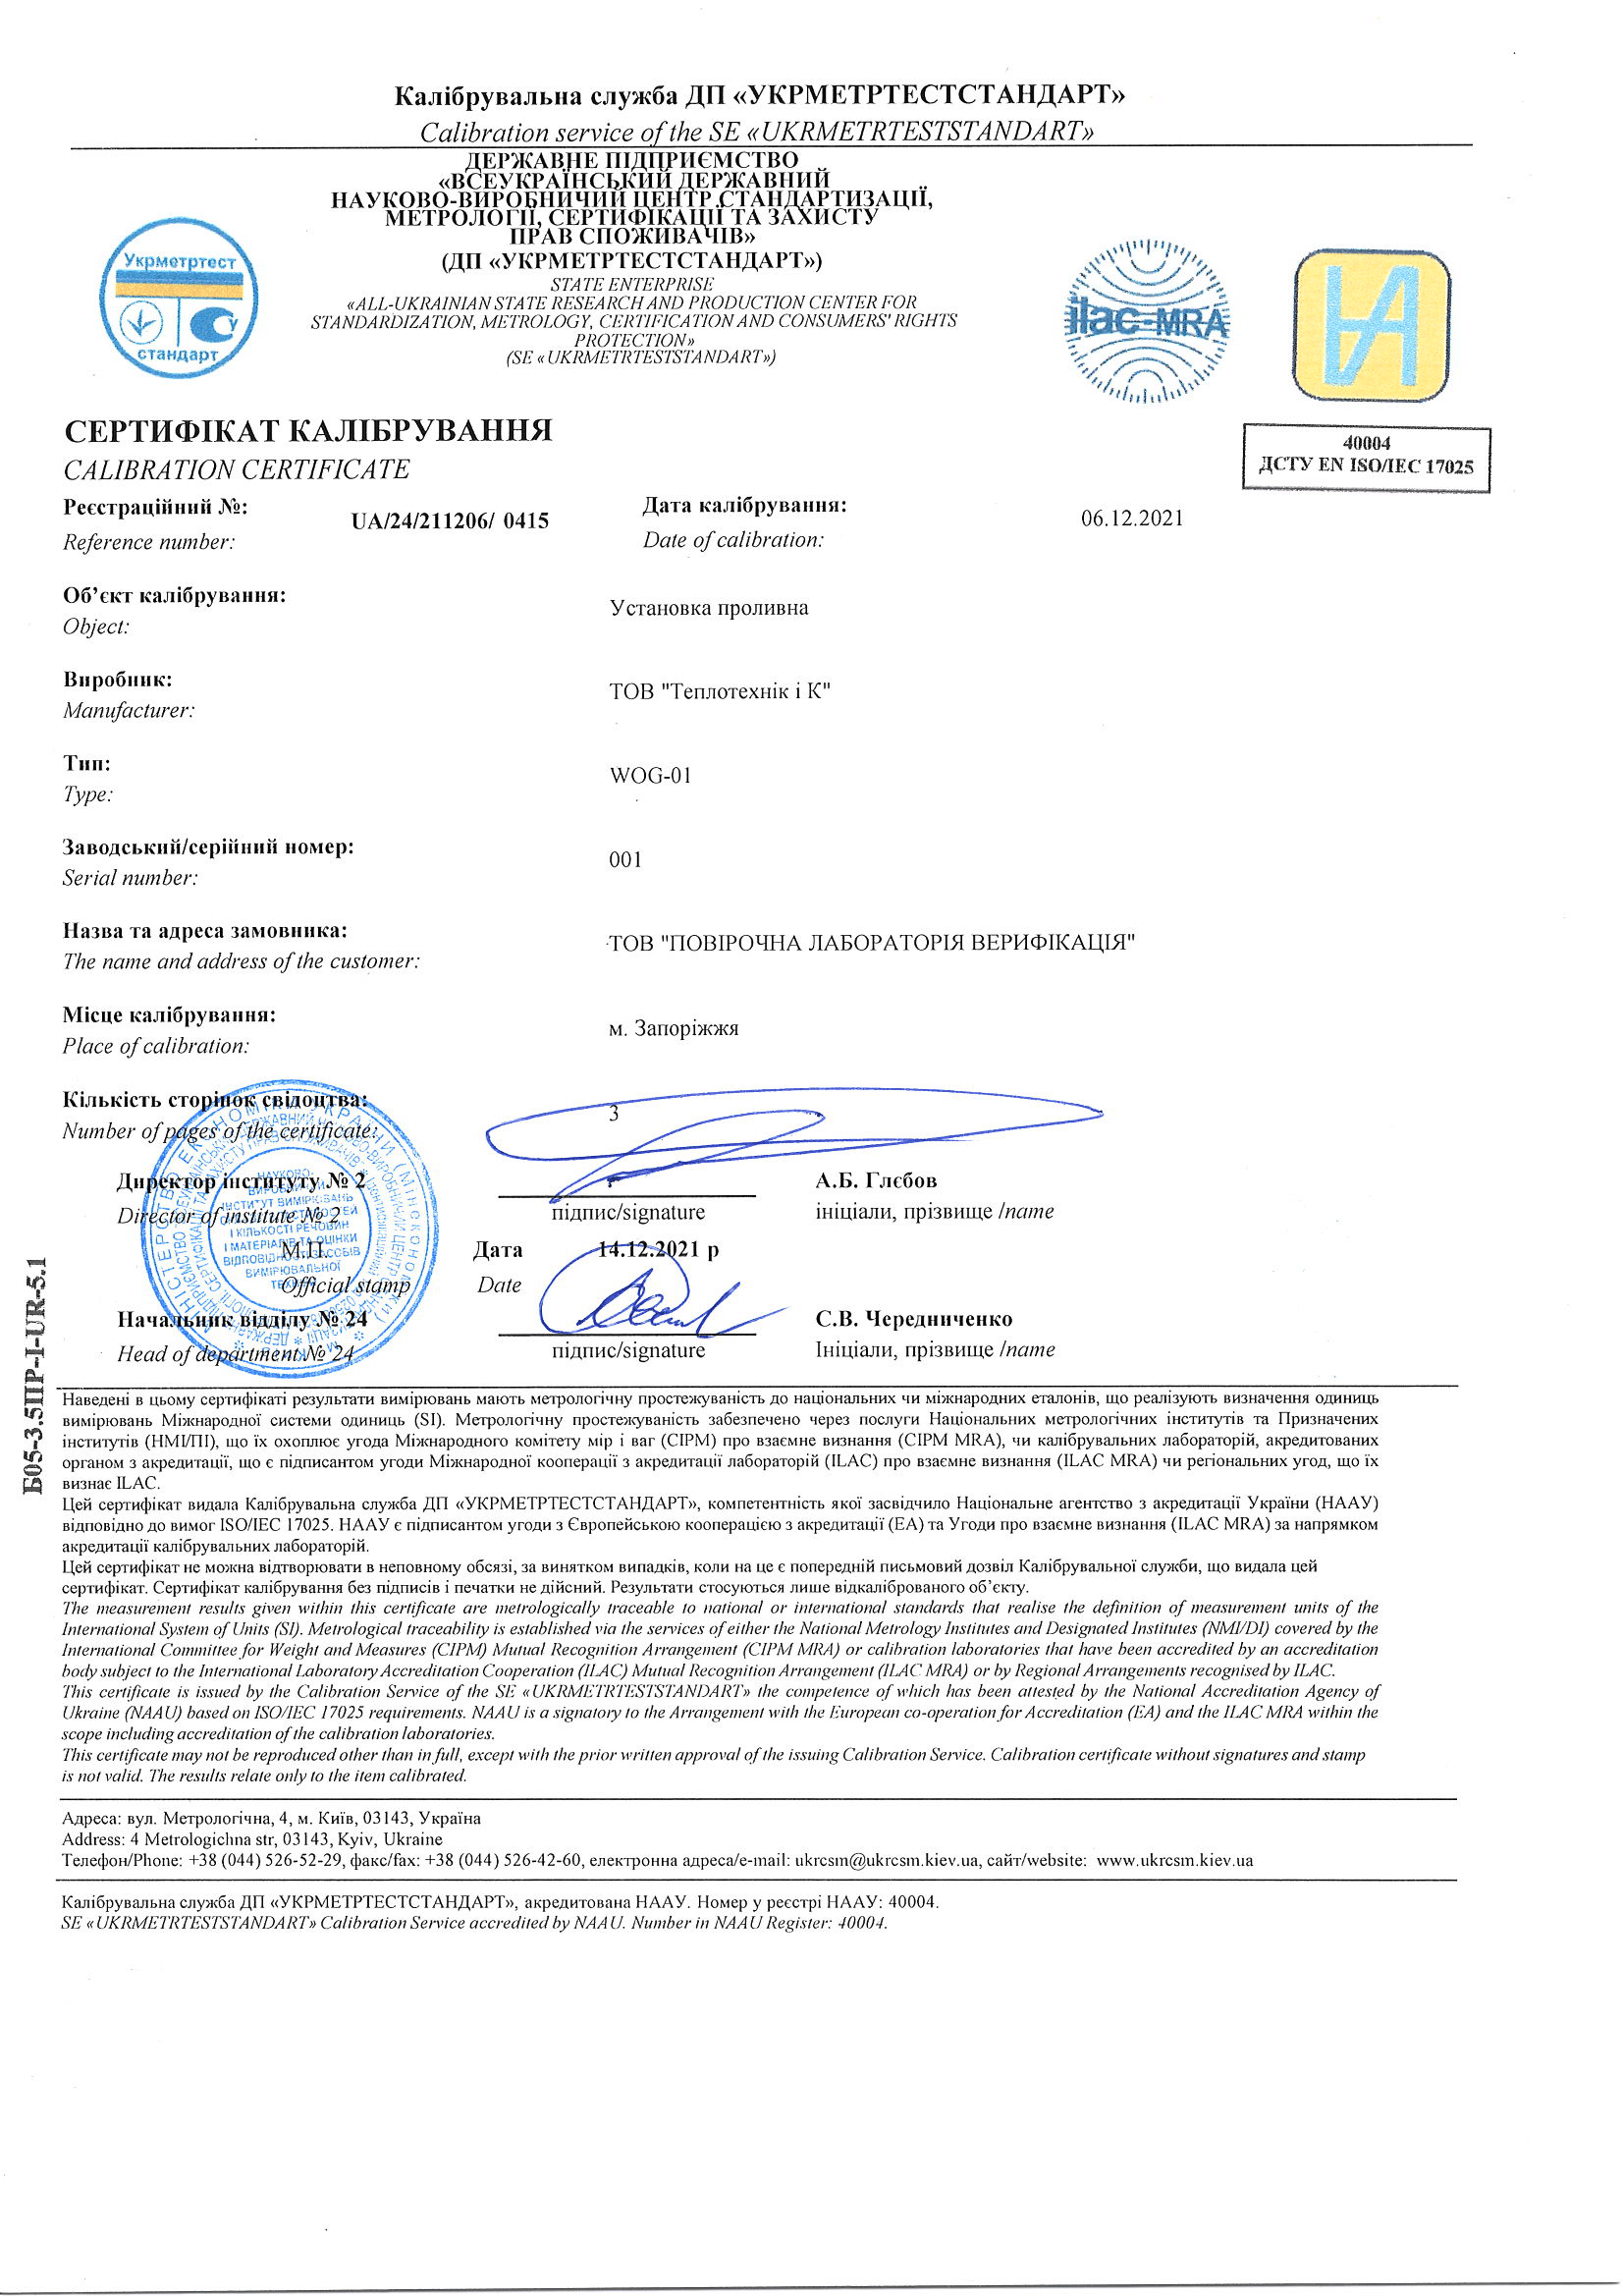 Калібрувальна служба ДП «УКРМЕТРТЕСТСТАНДАРТ»
Calibration service of the SE «UKRMETRTESTSTANDART»
ДЕРЖАВНЕ ПІДПРИЄМСТВО
«ВСЕУКРАЇНСЬКИЙ ДЕРЖАВНИЙ
НАУКОВО-ВИРОБНИЧИЙ ЦЕНТР СТАНДАРТИЗАЦІЇ,
МЕТРОЛОГІЇ, СЕРТИФІКАЦІЇ ТА ЗАХИСТУ
ПРАВ СПОЖИВАЧІВ»
(ДП «УКРМЕТРТЕСТСТАНДАРТ»)
STATE ENTERPRISE
«ALL-UKRAINIAN STATE RESEARCH AND PRODUCTION CENTER FOR
STANDARDIZATION, METROLOGY, CERTIFICATION AND CONSUMERS' RIGHTS
PROTECTION»
(SE «UKRMETRTESTSTANDART»)
Укрметртест
стандарт
ilac-MRA
СЕРТИФІКАТ КАЛІБРУВАННЯ
CALIBRATION CERTIFICATE
40004
ДСТУ EN ISO/IEC 17025
Реєстраційний №: UA/24/211206/ 0415 Дата калібрування: 06.12.2021
Reference number: Date of calibration:
Об’єкт калібрування: Установка проливна
Object:
Виробник: ТОВ "Теплотехнік і К"
Manufacturer:
Тип: WOG-01
Type:
Заводський/серійний номер: 001
Serial number:
Назва та адреса замовника: ТОВ "ПОВІРОЧНА ЛАБОРАТОРІЯ ВЕРИФІКАЦІЯ"
The name and address of the customer:
Місце калібрування: м. Запоріжжя
Place of calibration:
Кількість сторінок свідоцтва: 3
Number of pages of the certificate:
Директор інституту № 2 А.Б. Глєбов
Director of institute № 2 підпис/signature ініціали, прізвище /name
М.П. Дата 14.12.2021 р
Official stamp Date
Начальник відділу № 24 С.В. Чередниченко
Head of department № 24 підпис/signature Ініціали, прізвище /name
НАУКОВО-
ВИРОБНИЧИЙ
ІНСТИТУТ ВИМІРЮВАНЬ
І КІЛЬКОСТІ РЕЧОВИН
І МАТЕРІАЛІВ ТА ОЦІНКИ
ВІДПОВІДНОСТІ ЗАСОБІВ
ВИМІРЮВАЛЬНОЇ
ТЕХНІКИ
Б05-3.5ПР-І-UR-5.1
Наведені в цьому сертифікаті результати вимірювань мають метрологічну простежуваність до національних чи міжнародних еталонів, що реалізують визначення одиниць
вимірювань Міжнародної системи одиниць (SI). Метрологічну простежуваність забезпечено через послуги Національних метрологічних інститутів та Призначених
інститутів (НМІ/ПІ), що їх охоплює угода Міжнародного комітету мір і ваг (CIPM) про взаємне визнання (CIPM MRA), чи калібрувальних лабораторій, акредитованих
органом з акредитації, що є підписантом угоди Міжнародної кооперації з акредитації лабораторій (ILAC) про взаємне визнання (ILAC MRA) чи регіональних угод, що їх
визнає ILAC.
Цей сертифікат видала Калібрувальна служба ДП «УКРМЕТРТЕСТСТАНДАРТ», компетентність якої засвідчило Національне агентство з акредитації України (НААУ)
відповідно до вимог ISO/IEC 17025. НААУ є підписантом угоди з Європейською кооперацією з акредитації (EA) та Угоди про взаємне визнання (ILAC MRA) за напрямком
акредитації калібрувальних лабораторій.
Цей сертифікат не можна відтворювати в неповному обсязі, за винятком випадків, коли на це є попередній письмовий дозвіл Калібрувальної служби, що видала цей
сертифікат. Сертифікат калібрування без підписів і печатки не дійсний. Результати стосуються лише відкаліброваного об’єкту.
The measurement results given within this certificate are metrologically traceable to national or international standards that realise the definition of measurement units of the
International System of Units (SI). Metrological traceability is established via the services of either the National Metrology Institutes and Designated Institutes (NMI/DI) covered by the
International Committee for Weight and Measures (CIPM) Mutual Recognition Arrangement (CIPM MRA) or calibration laboratories that have been accredited by an accreditation
body subject to the International Laboratory Accreditation Cooperation (ILAC) Mutual Recognition Arrangement (ILAC MRA) or by Regional Arrangements recognised by ILAC.
This certificate is issued by the Calibration Service of the SE «UKRMETRTESTSTANDART» the competence of which has been attested by the National Accreditation Agency of
Ukraine (NAAU) based on ISO/IEC 17025 requirements. NAAU is a signatory to the Arrangement with the European co-operation for Accreditation (EA) and the ILAC MRA within the
scope including accreditation of the calibration laboratories.
This certificate may not be reproduced other than in full, except with the prior written approval of the issuing Calibration Service. Calibration certificate without signatures and stamp
is not valid. The results relate only to the item calibrated.
Адреса: вул. Метрологічна, 4, м. Київ, 03143, Україна
Address: 4 Metrologichna str, 03143, Kyiv, Ukraine
Телефон/Phone: +38 (044) 526-52-29, факс/fax: +38 (044) 526-42-60, електронна адреса/e-mail: ukrcsm@ukrcsm.kiev.ua, сайт/website: www.ukrcsm.kiev.ua
Калібрувальна служба ДП «УКРМЕТРТЕСТСТАНДАРТ», акредитована НААУ. Номер у реєстрі НААУ: 40004.
SE «UKRMETRTESTSTANDART» Calibration Service accredited by NAAU. Number in NAAU Register: 40004.